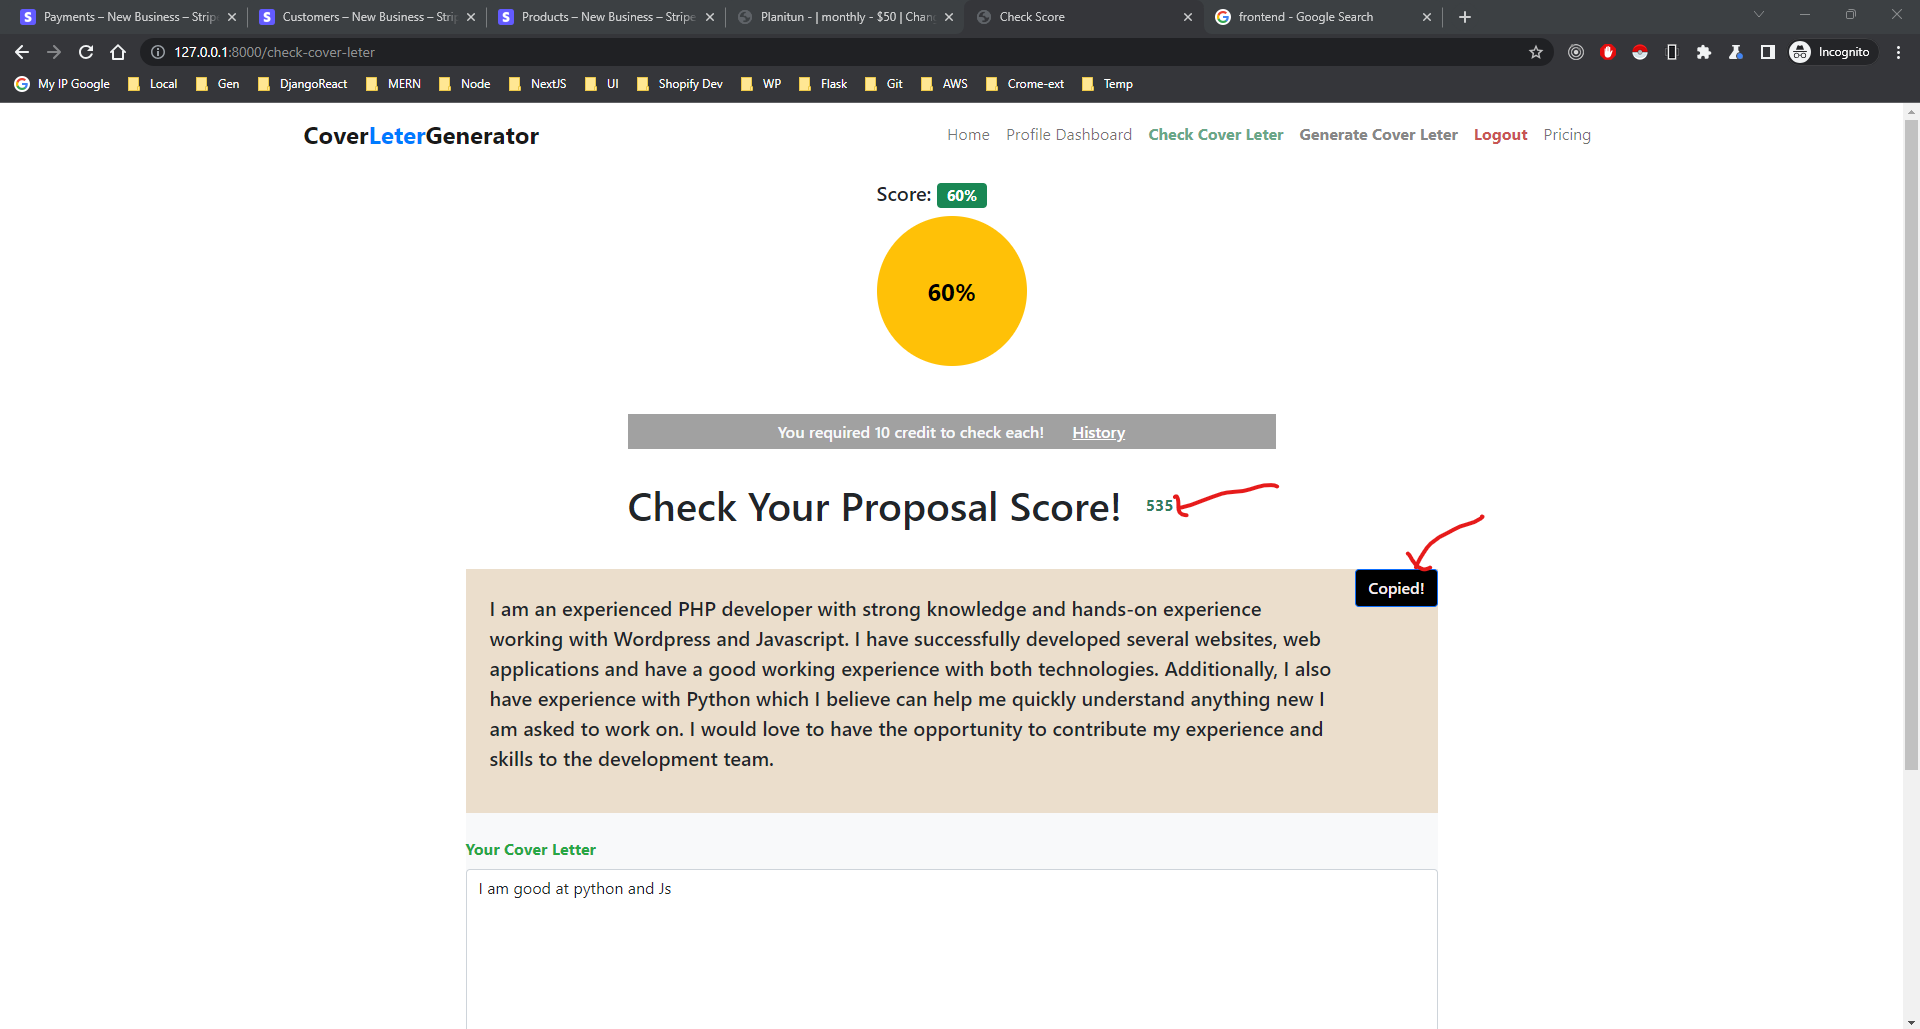 Payments – New Business – Strip
Customers – New Business – Stri
Products – New Business – Stripe
Planitun - | monthly - $50 | Chan
Check Score
frontend - Google Search
127.0.0.1:8000/check-cover-leter
Incognito
My IP Google
Local
Gen
DjangoReact
MERN
Node
NextJS
UI
Shopify Dev
WP
Flask
Git
AWS
Crome-ext
Temp
CoverLeterGenerator
Home
Profile Dashboard
Check Cover Leter
Generate Cover Leter
Logout
Pricing
Score: 60%
60%
You required 10 credit to check each! History
Check Your Proposal Score! 535
Copied!
I am an experienced PHP developer with strong knowledge and hands-on experience
working with Wordpress and Javascript. I have successfully developed several websites, web
applications and have a good working experience with both technologies. Additionally, I also
have experience with Python which I believe can help me quickly understand anything new I
am asked to work on. I would love to have the opportunity to contribute my experience and
skills to the development team.
Your Cover Letter
I am good at python and Js